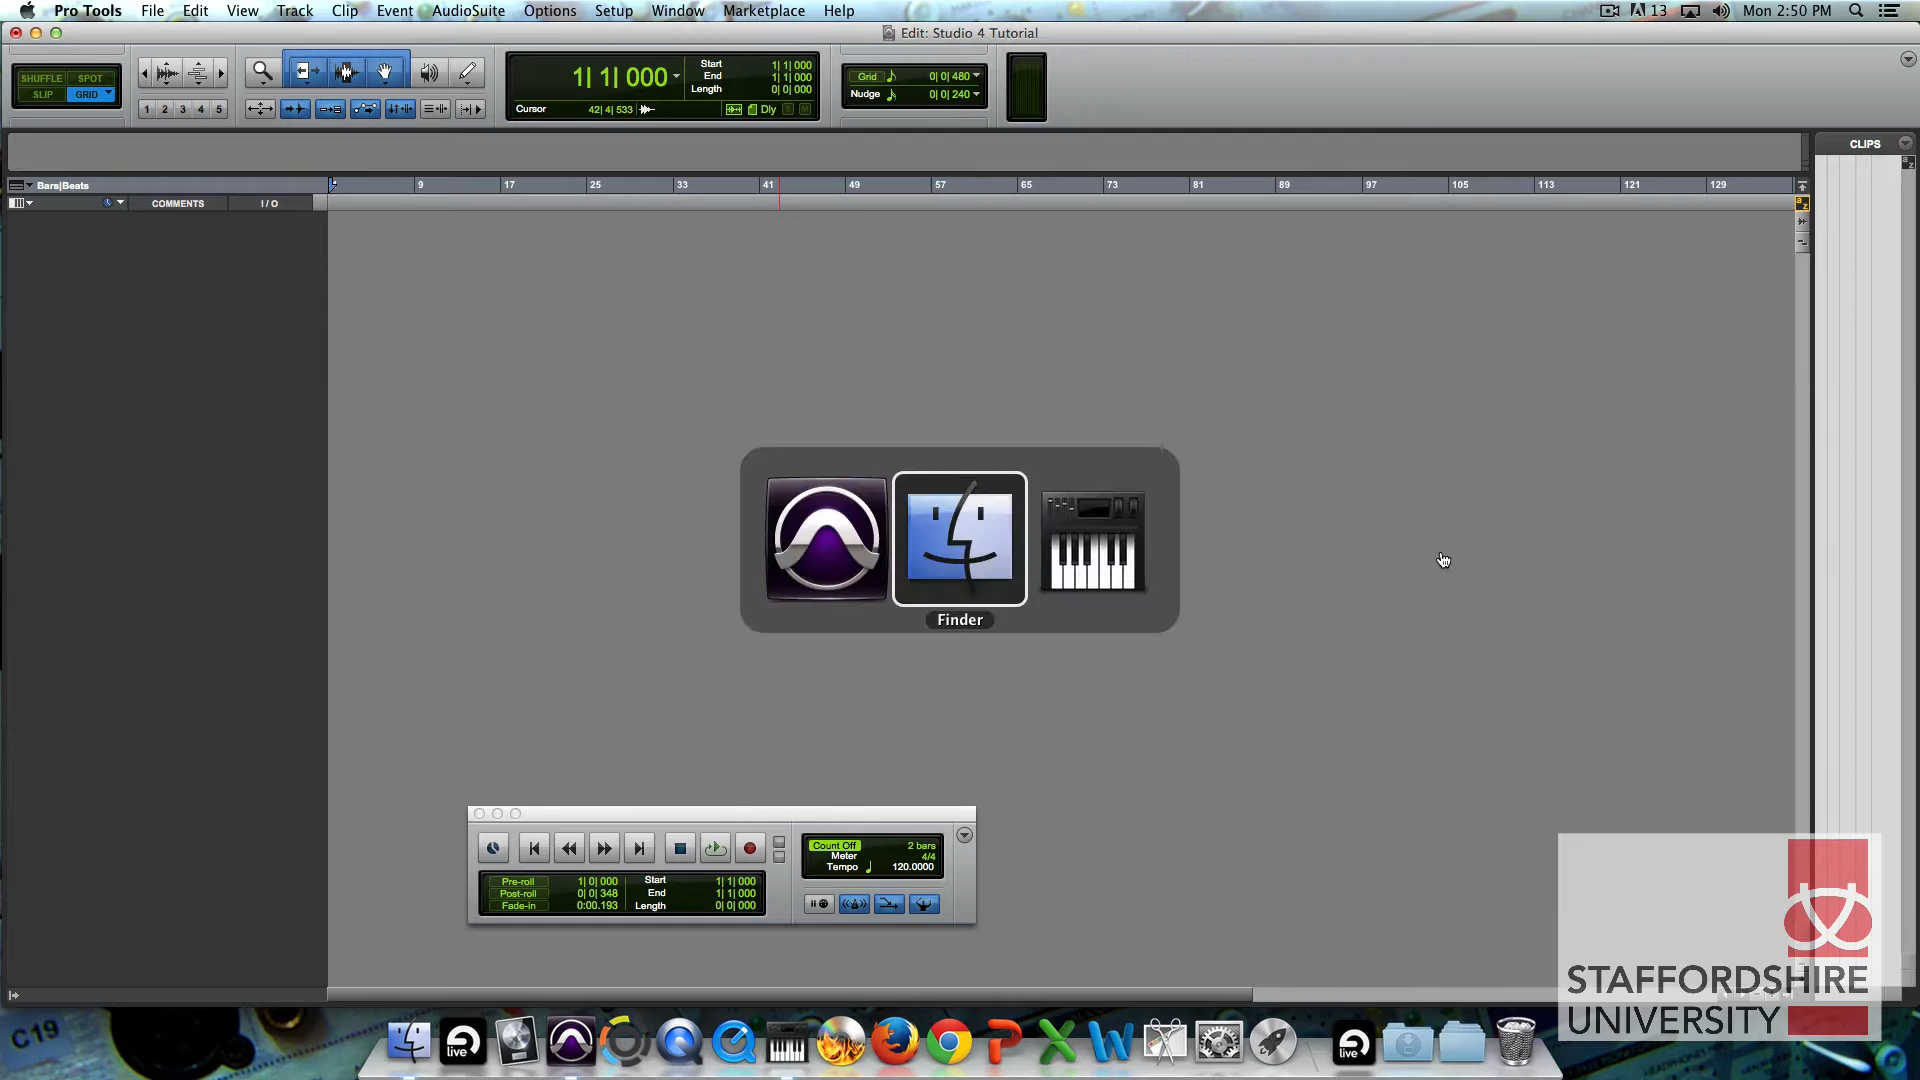 Pro Tools File Edit View Track Clip Event AudioSuite Options Setup Window Marketplace Help 13 Mon 2:50 PM
Edit: Studio 4 Tutorial
SHUFFLE SPOT
SLIP GRID
1 2 3 4 5
1| 1| 000
Start 1| 1| 000
End 1| 1| 000
Length 0| 0| 000
Cursor 42| 4| 533 Dly S M
Grid 0| 0| 480
Nudge 0| 0| 240
CLIPS
Bars|Beats 9 17 25 33 41 49 57 65 73 81 89 97 105 113 121 129
COMMENTS I / O
a z
Finder
Count Off 2 bars
Meter 4/4
Tempo 120.0000
Pre-roll 1| 0| 000 Start 1| 1| 000
Post-roll 0| 0| 348 End 1| 1| 000
Fade-in 0:00.193 Length 0| 0| 000
STAFFORDSHIRE
UNIVERSITY
C19
live
live